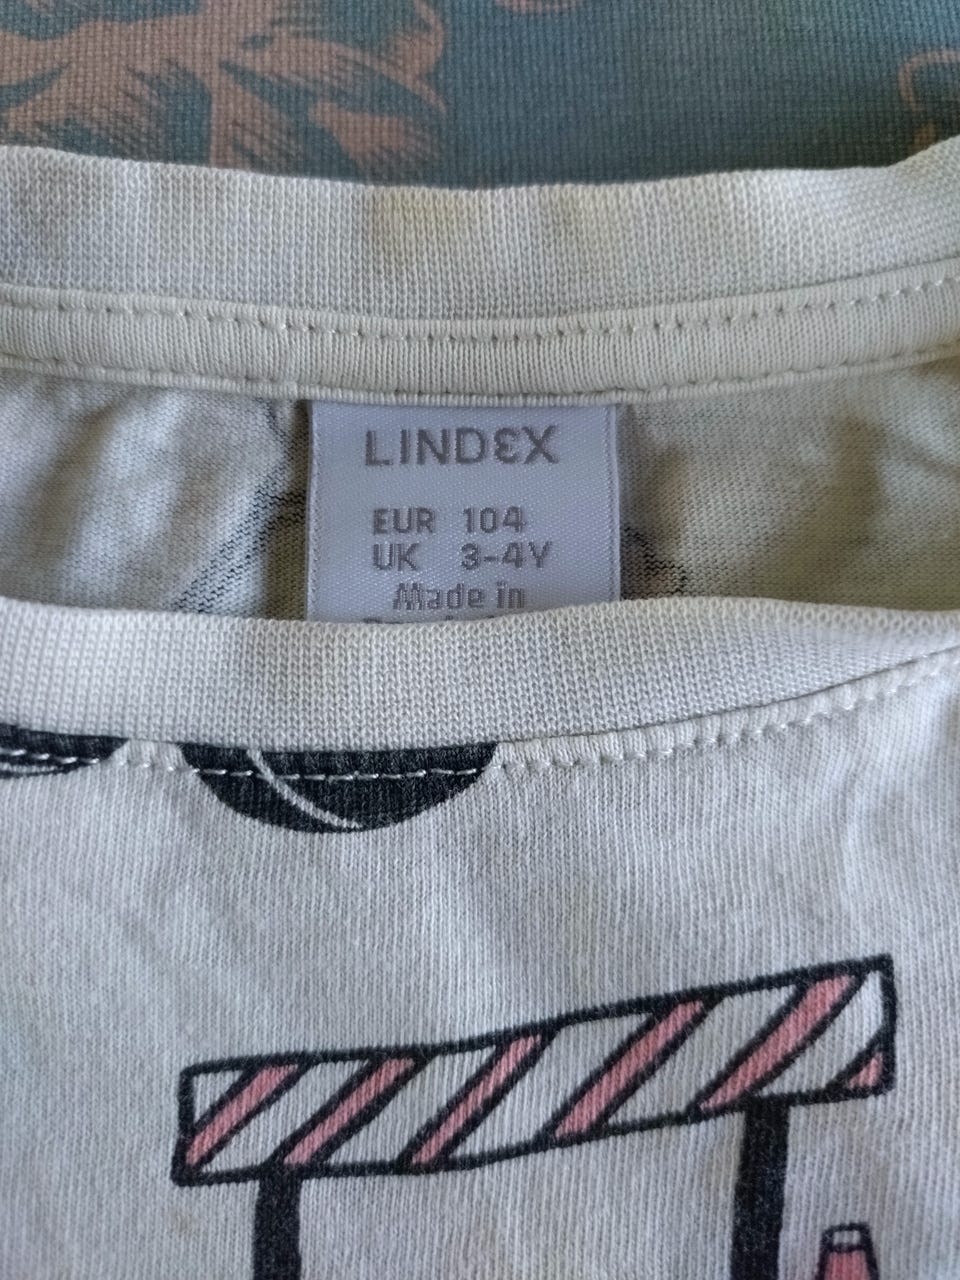 LINDEX
EUR 104
UK 3-4Y
Made in